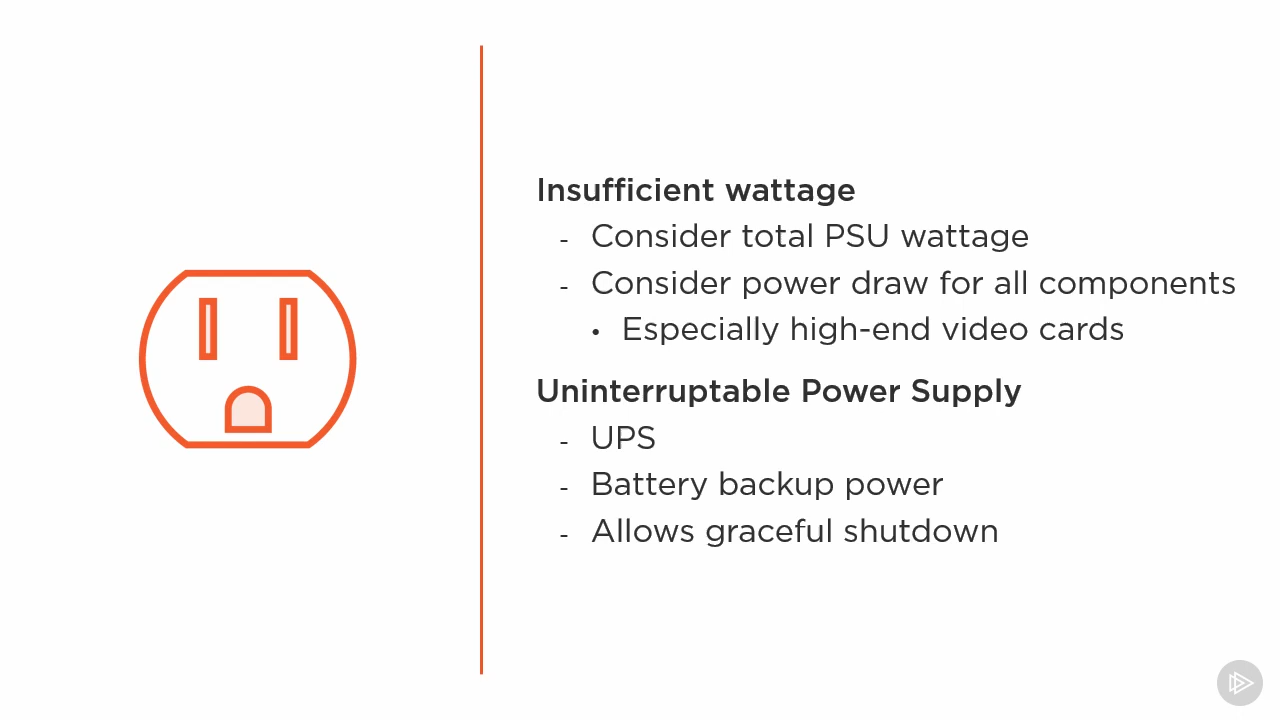 Insufficient wattage
- Consider total PSU wattage
- Consider power draw for all components
• Especially high-end video cards
Uninterruptable Power Supply
- UPS
- Battery backup power
- Allows graceful shutdown